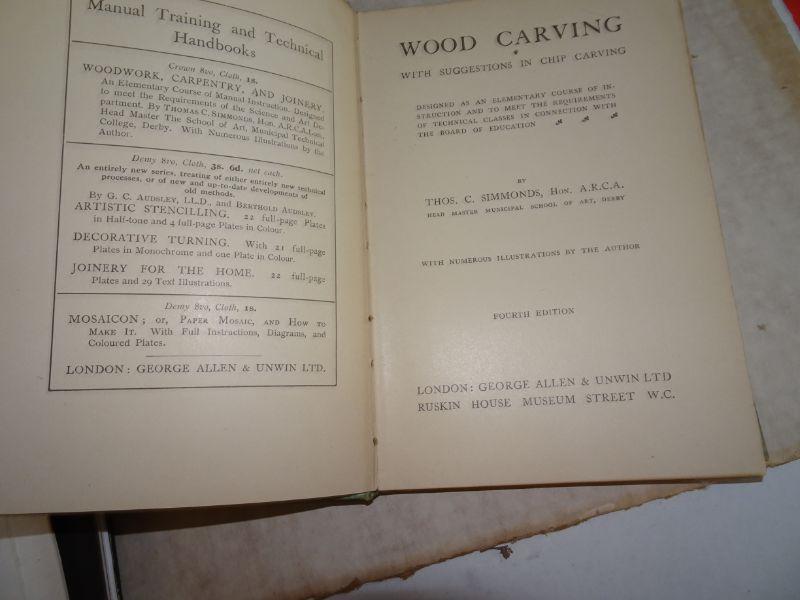 Manual Training and Technical
Handbooks
Crown 8vo, Cloth, 1s.
WOODWORK, CARPENTRY, AND JOINERY.
An Elementary Course of Manual Instruction. Designed
to meet the Requirements of the Science and Art De-
partment. By THOMAS C. SIMMONDS, HON. A.R.C.A.Lon.,
Head Master The School of Art, Municipal Technical
College, Derby. With Numerous Illustrations by the
Author.
Demy 8vo, Cloth, 3s. 6d. net each.
An entirely new series, treating of either entirely new technical
processes, or of new and up-to-date developments of
old methods.
By G. C. AUDSLEY, LL.D., and BERTHOLD AUDSLEY.
ARTISTIC STENCILLING. 22 full-page Plates
in Half-tone and 4 full-page Plates in Colour.
DECORATIVE TURNING. With 21 full-page
Plates in Monochrome and one Plate in Colour.
JOINERY FOR THE HOME. 22 full-page
Plates and 29 Text Illustrations.
Demy 8vo, Cloth, 1s.
MOSAICON; or, PAPER MOSAIC, AND HOW TO
MAKE IT. With Full Instructions, Diagrams, and
Coloured Plates.
LONDON: GEORGE ALLEN & UNWIN LTD.
WOOD CARVING
WITH SUGGESTIONS IN CHIP CARVING
DESIGNED AS AN ELEMENTARY COURSE OF IN-
STRUCTION AND TO MEET THE REQUIREMENTS
OF TECHNICAL CLASSES IN CONNECTION WITH
THE BOARD OF EDUCATION
BY
THOS. C. SIMMONDS, HON. A.R.C.A.
HEAD MASTER MUNICIPAL SCHOOL OF ART, DERBY
WITH NUMEROUS ILLUSTRATIONS BY THE AUTHOR
FOURTH EDITION
LONDON: GEORGE ALLEN & UNWIN LTD
RUSKIN HOUSE MUSEUM STREET W.C.